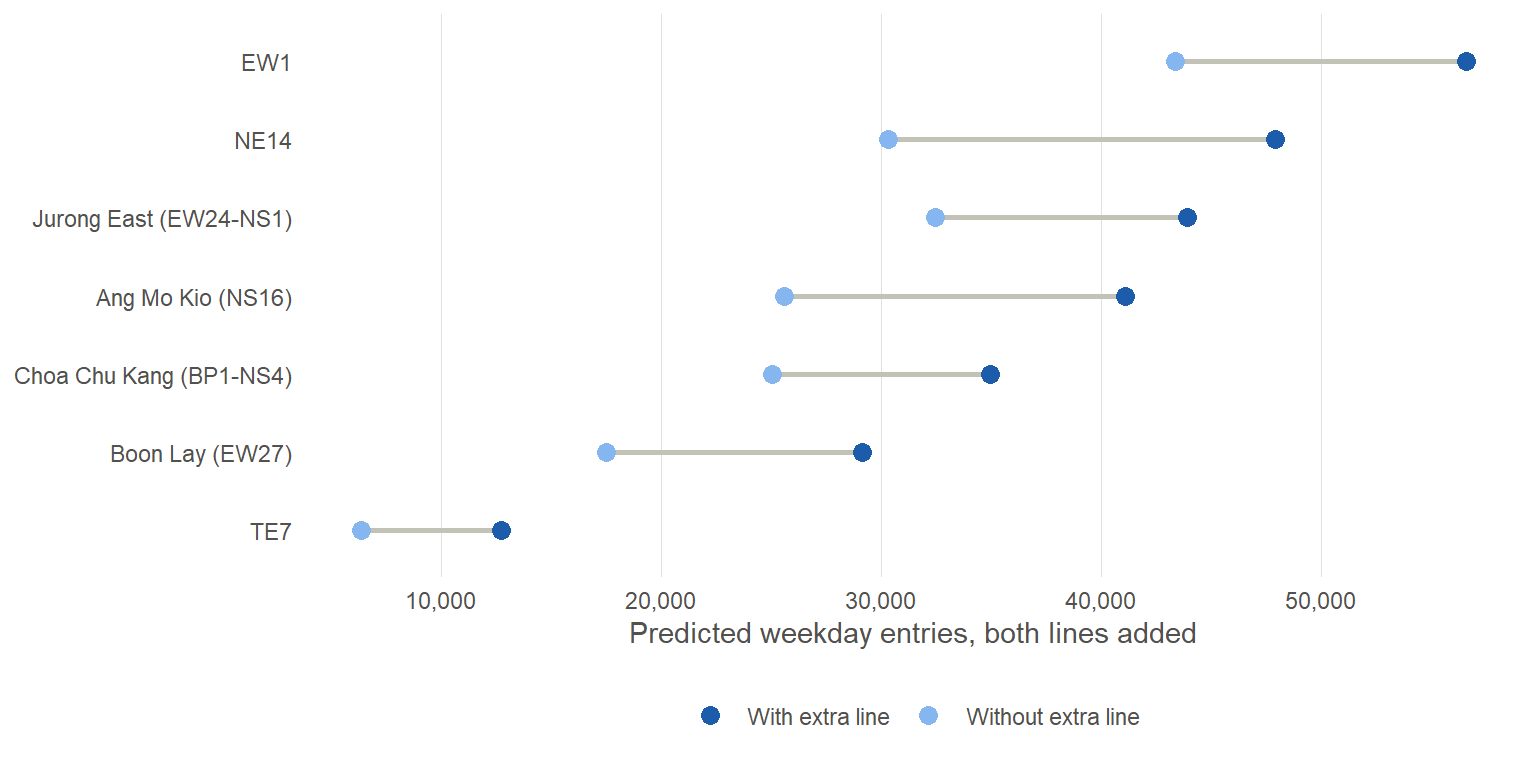 EW1
NE14
Jurong East (EW24-NS1)
Ang Mo Kio (NS16)
Choa Chu Kang (BP1-NS4)
Boon Lay (EW27)
TE7
10,000 20,000 30,000 40,000 50,000
Predicted weekday entries, both lines added
With extra line Without extra line